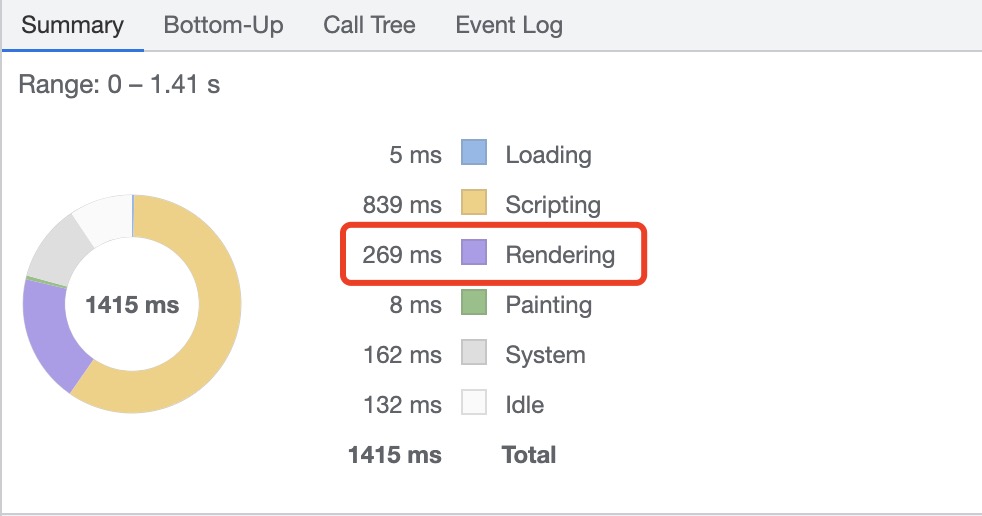 Summary Bottom-Up Call Tree Event Log
Range: 0 – 1.41 s
5 ms Loading
839 ms Scripting
269 ms Rendering
1415 ms
8 ms Painting
162 ms System
132 ms Idle
1415 ms Total